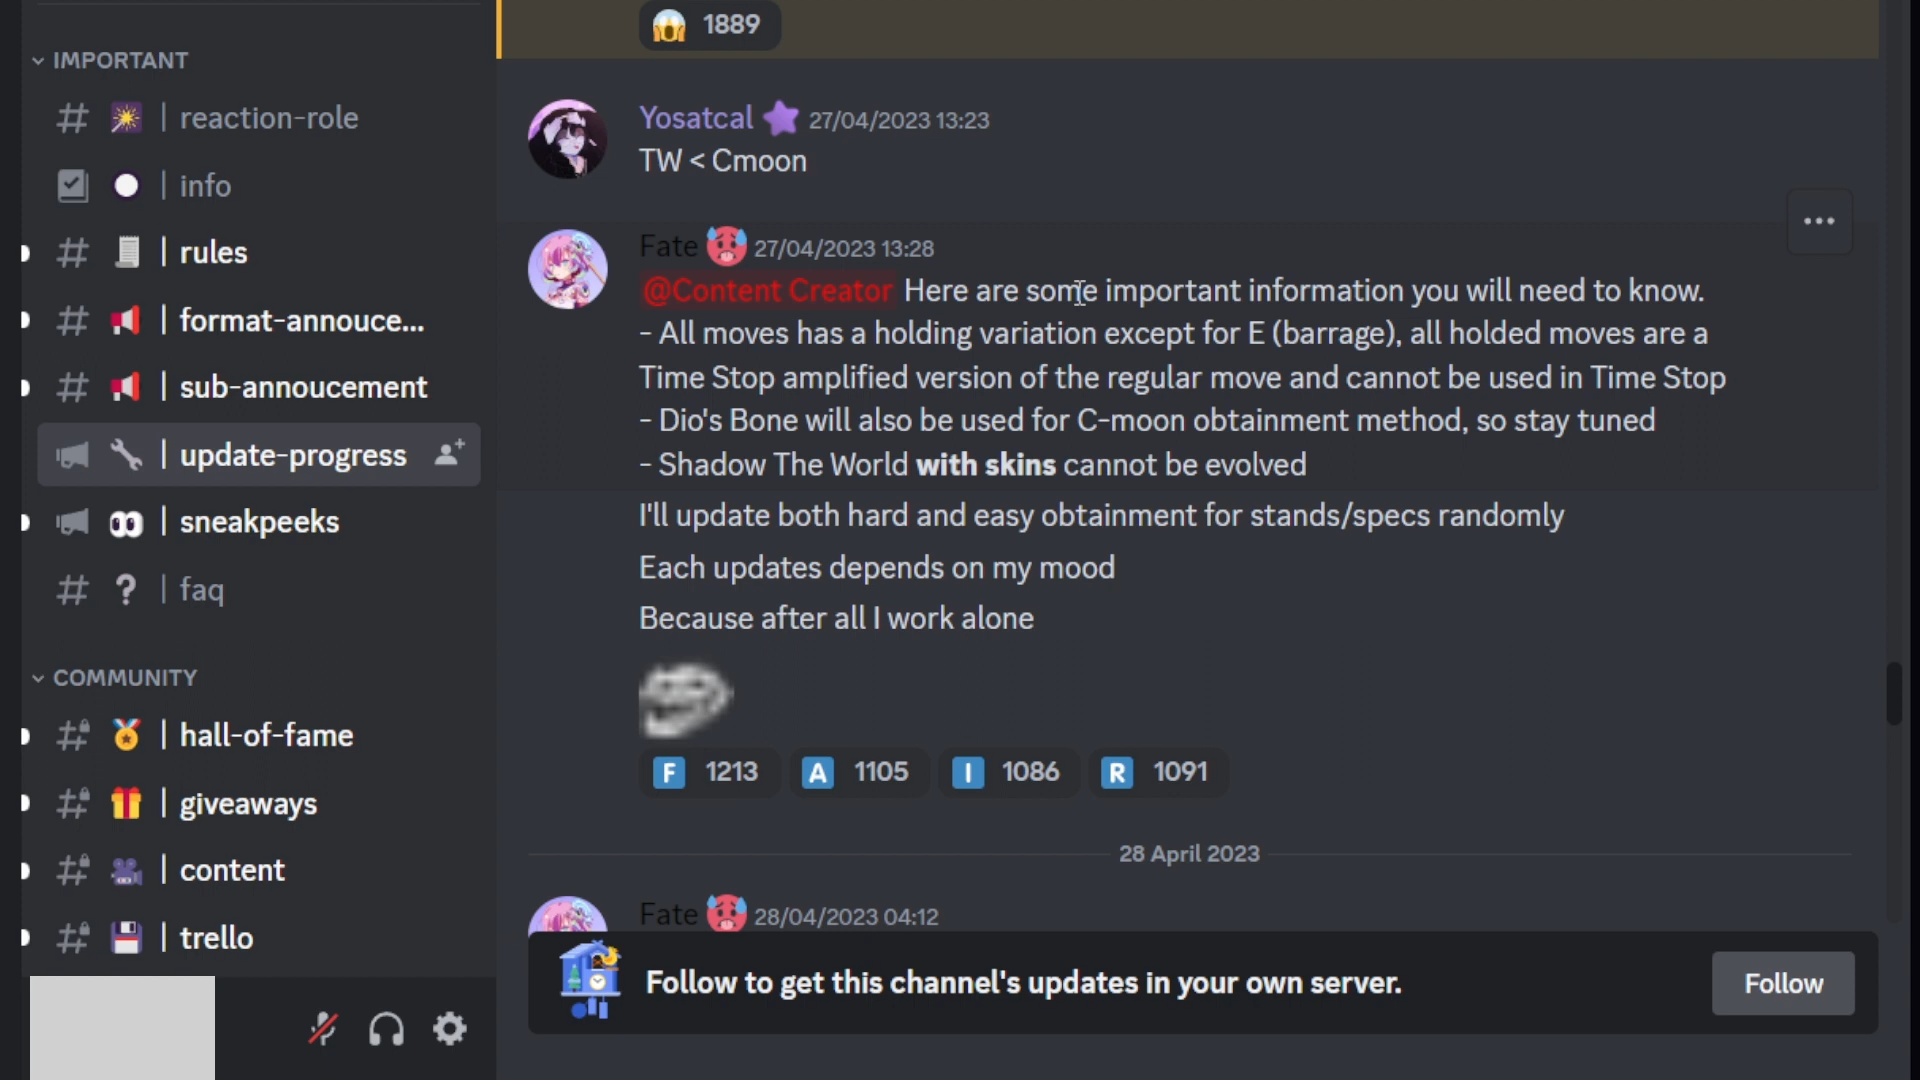 IMPORTANT
reaction-role
info
rules
format-annouce...
sub-annoucement
update-progress
sneakpeeks
faq
COMMUNITY
hall-of-fame
giveaways
content
trello
1889
Yosatcal 27/04/2023 13:23
TW < Cmoon
Fate 27/04/2023 13:28
@Content Creator Here are some important information you will need to know.
- All moves has a holding variation except for E (barrage), all holded moves are a
Time Stop amplified version of the regular move and cannot be used in Time Stop
- Dio's Bone will also be used for C-moon obtainment method, so stay tuned
- Shadow The World with skins cannot be evolved
I'll update both hard and easy obtainment for stands/specs randomly
Each updates depends on my mood
Because after all I work alone
F 1213 A 1105 I 1086 R 1091
28 April 2023
Fate 28/04/2023 04:12
Follow to get this channel's updates in your own server.
Follow